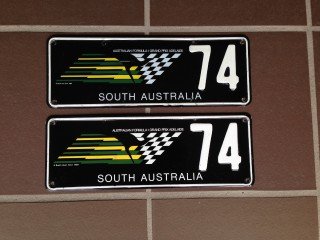 AUSTRALIAN FORMULA 1 GRAND PRIX ADELAIDE
74
SOUTH AUSTRALIA
AUSTRALIAN FORMULA 1 GRAND PRIX ADELAIDE
74
SOUTH AUSTRALIA